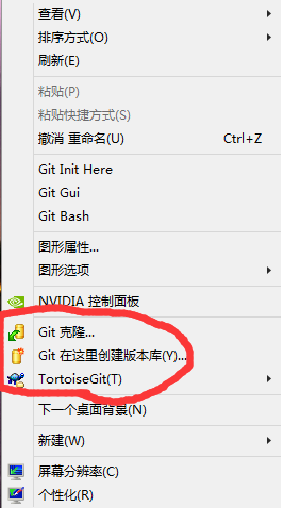 查看(V)
排序方式(O)
刷新(E)
粘贴(P)
粘贴快捷方式(S)
撤消 重命名(U) Ctrl+Z
Git Init Here
Git Gui
Git Bash
图形属性...
图形选项
NVIDIA 控制面板
Git 克隆...
Git 在这里创建版本库(Y)...
TortoiseGit(T)
下一个桌面背景(N)
新建(W)
屏幕分辨率(C)
个性化(R)